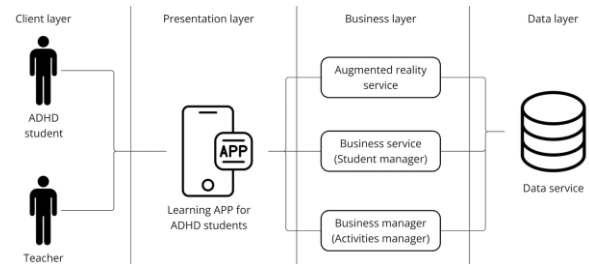 Client layer
Presentation layer
Business layer
Data layer
ADHD
student
Teacher
APP
Learning APP for
ADHD students
Augmented reality
service
Business service
(Student manager)
Business manager
(Activities manager)
Data service